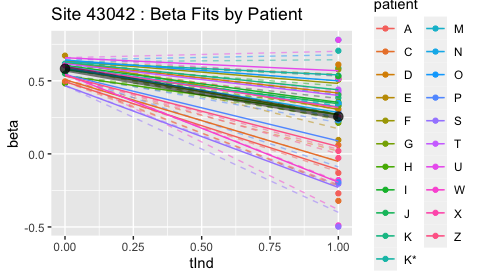 Site 43042 : Beta Fits by Patient
beta
0.5
0.0
-0.5
0.00
0.25
0.50
0.75
1.00
tInd
patient
A
C
D
E
F
G
H
I
J
K
K*
M
N
O
P
S
T
U
W
X
Z